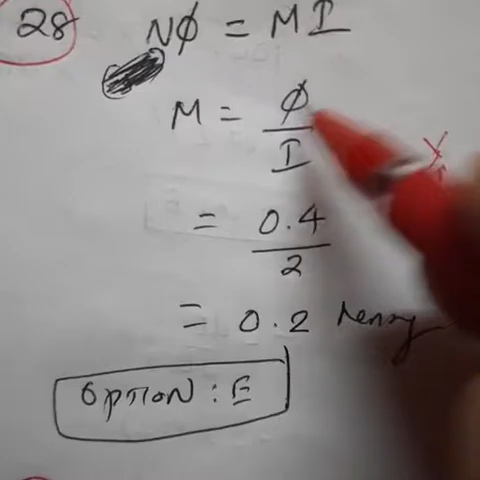 28 NΦ = MI
M = Φ / I
= 0.4 / 2
= 0.2 henry
OPTION : E